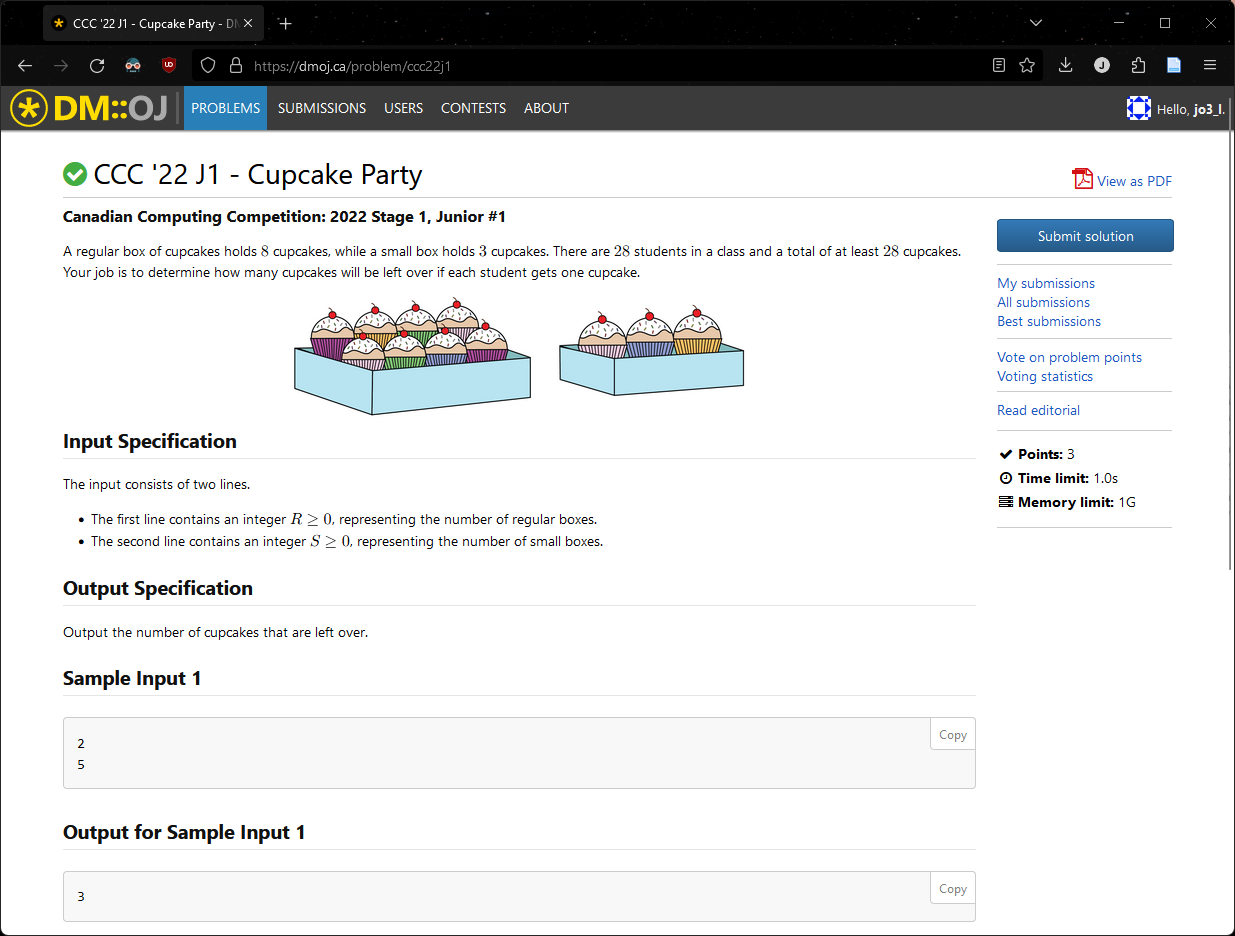 CCC '22 J1 - Cupcake Party - DM
https://dmoj.ca/problem/ccc22j1
DM::OJ
PROBLEMS
SUBMISSIONS
USERS
CONTESTS
ABOUT
Hello, jo3_l.
CCC '22 J1 - Cupcake Party
View as PDF
Canadian Computing Competition: 2022 Stage 1, Junior #1
A regular box of cupcakes holds 8 cupcakes, while a small box holds 3 cupcakes. There are 28 students in a class and a total of at least 28 cupcakes.
Your job is to determine how many cupcakes will be left over if each student gets one cupcake.
Input Specification
The input consists of two lines.
• The first line contains an integer R ≥ 0, representing the number of regular boxes.
• The second line contains an integer S ≥ 0, representing the number of small boxes.
Output Specification
Output the number of cupcakes that are left over.
Sample Input 1
Copy
2
5
Output for Sample Input 1
Copy
3
Submit solution
My submissions
All submissions
Best submissions
Vote on problem points
Voting statistics
Read editorial
Points: 3
Time limit: 1.0s
Memory limit: 1G